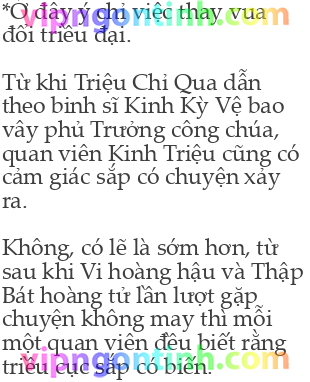 vipngontinh.com
*Ở đây ý chỉ việc thay vua
đổi triều đại.
Từ khi Triệu Chỉ Qua dẫn
theo binh sĩ Kinh Kỳ Vệ bao
vây phủ Trưởng công chúa,
quan viên Kinh Triệu cũng có
cảm giác sắp có chuyện xảy
ra.
Không, có lẽ là sớm hơn, từ
sau khi Vi hoàng hậu và Thập
Bát hoàng tử lần lượt gặp
chuyện không may thì mỗi
một quan viên đều biết rằng
triều cục sắp có biến.
vipngontinh.com